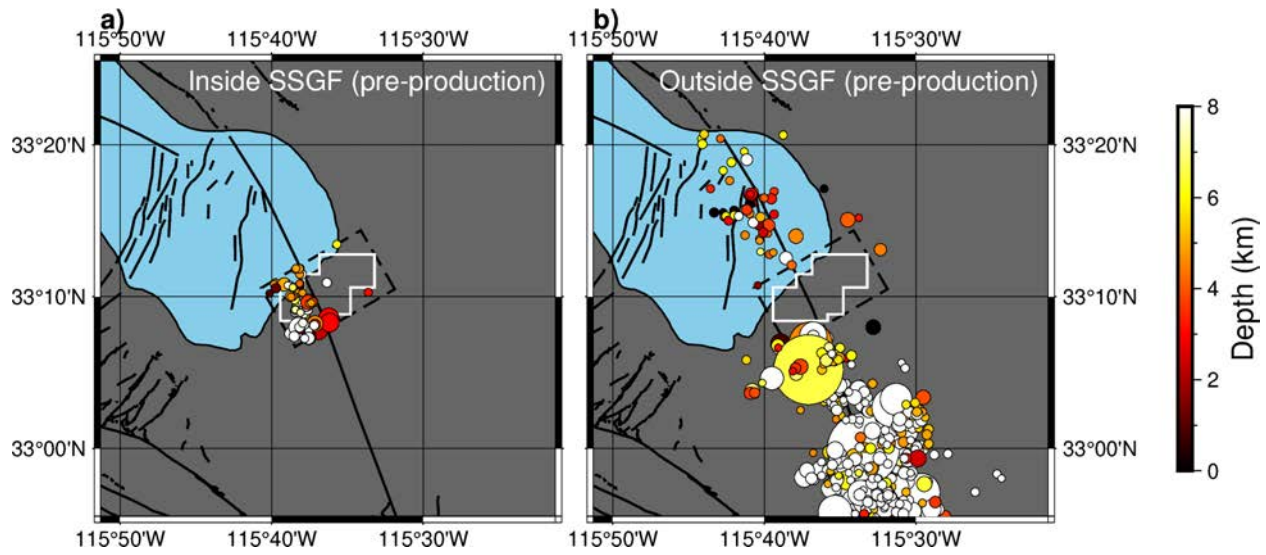 a)
115°50'W 115°40'W 115°30'W
Inside SSGF (pre-production)
33°20'N
33°10'N
33°00'N
115°50'W 115°40'W 115°30'W
b)
115°50'W 115°40'W 115°30'W
Outside SSGF (pre-production)
33°20'N
33°10'N
33°00'N
115°50'W 115°40'W 115°30'W
8
6
4
2
0
Depth (km)